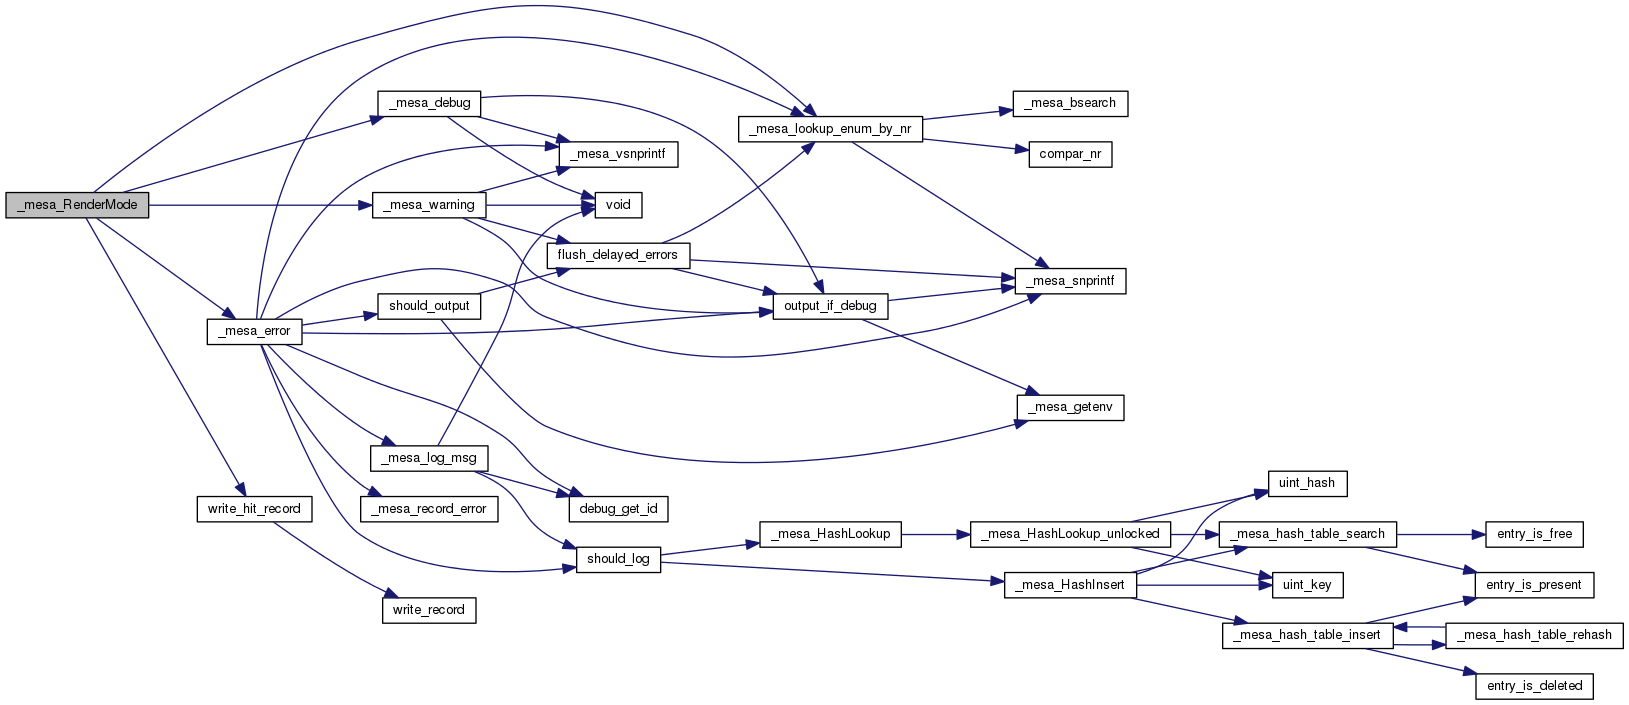 _mesa_RenderMode
_mesa_debug
_mesa_vsnprintf
_mesa_warning
void
flush_delayed_errors
should_output
_mesa_error
output_if_debug
_mesa_lookup_enum_by_nr
_mesa_bsearch
compar_nr
_mesa_snprintf
_mesa_getenv
_mesa_log_msg
write_hit_record
_mesa_record_error
debug_get_id
should_log
write_record
_mesa_HashLookup
_mesa_HashLookup_unlocked
_mesa_HashInsert
uint_hash
_mesa_hash_table_search
uint_key
_mesa_hash_table_insert
entry_is_free
entry_is_present
_mesa_hash_table_rehash
entry_is_deleted